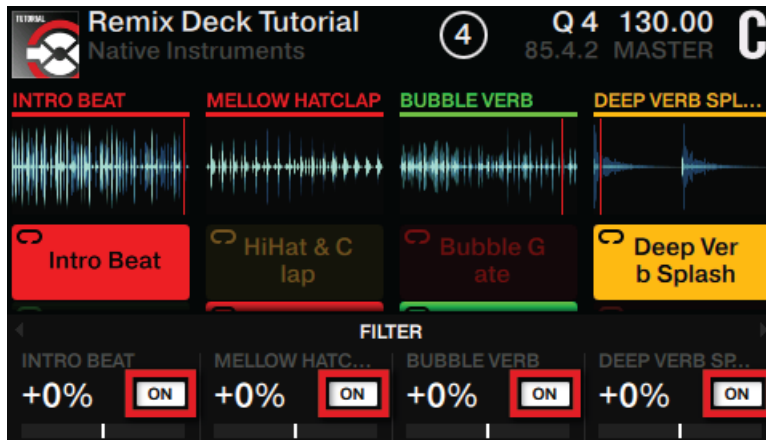 TUTORIAL
Remix Deck Tutorial
Native Instruments
4
Q 4 130.00
85.4.2 MASTER
C
INTRO BEAT MELLOW HATCLAP BUBBLE VERB DEEP VERB SPL...
Intro Beat
HiHat & C
lap
Bubble G
ate
Deep Ver
b Splash
FILTER
INTRO BEAT MELLOW HATC... BUBBLE VERB DEEP VERB SP...
+0% ON +0% ON +0% ON +0% ON